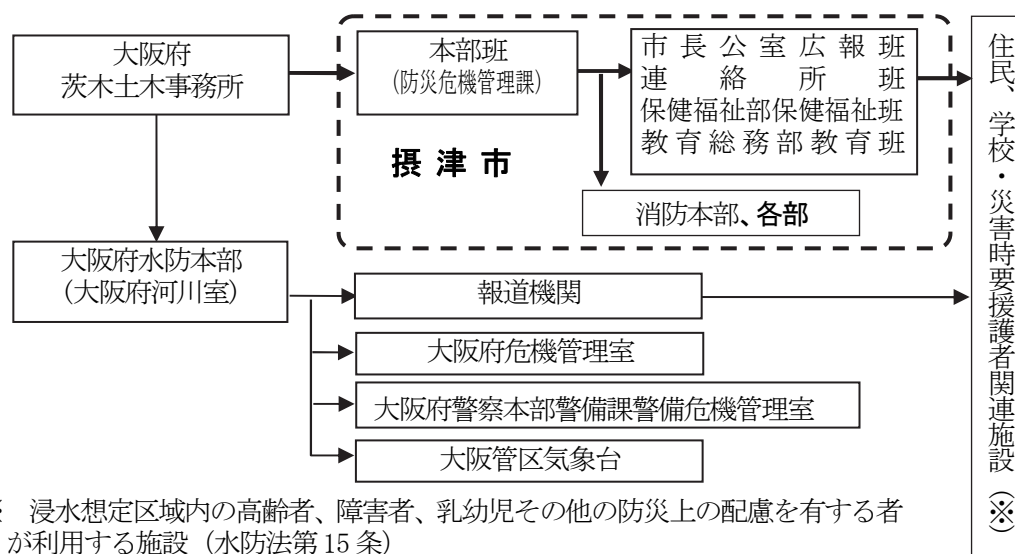 大阪府
茨木土木事務所
本部班
(防災危機管理課)
市長公室広報班
連絡所班
保健福祉部保健福祉班
教育総務部教育班
摂津市
消防本部、各部
大阪府水防本部
(大阪府河川室)
報道機関
大阪府危機管理室
大阪府警察本部警備課警備危機管理室
大阪管区気象台
住民、学校・災害時要援護者関連施設(※)
浸水想定区域内の高齢者、障害者、乳幼児その他の防災上の配慮を有する者
が利用する施設(水防法第15条)